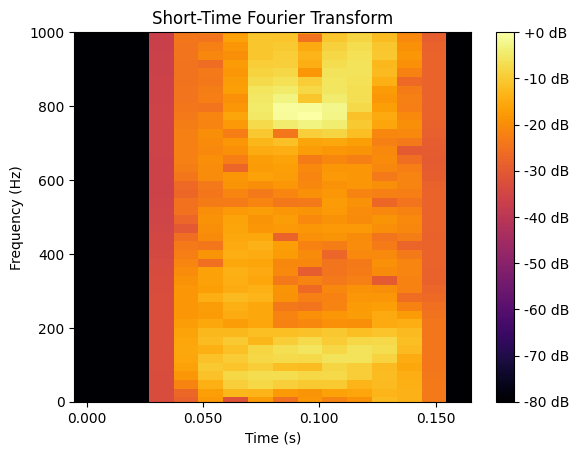 Short-Time Fourier Transform
1000
800
600
400
200
0
Frequency (Hz)
0.000
0.050
0.100
0.150
Time (s)
+0 dB
-10 dB
-20 dB
-30 dB
-40 dB
-50 dB
-60 dB
-70 dB
-80 dB